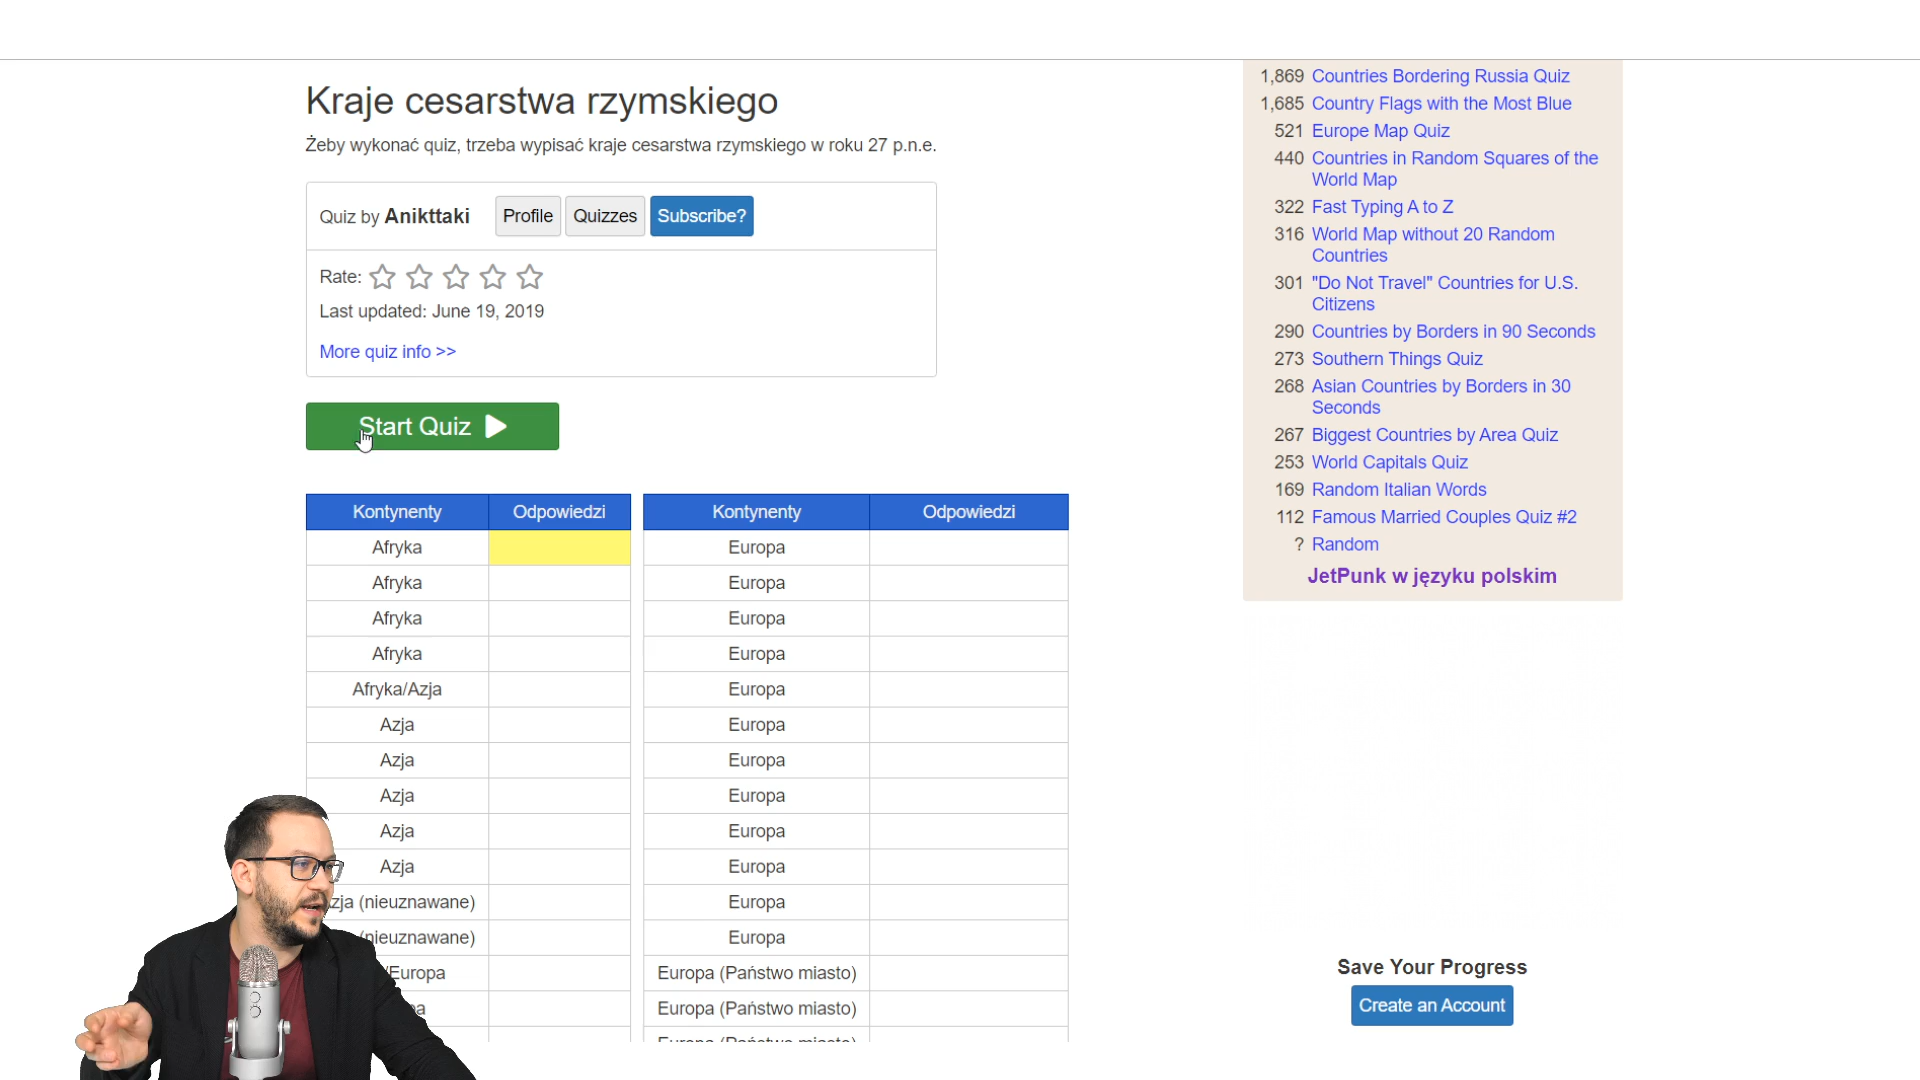 Kraje cesarstwa rzymskiego
Żeby wykonać quiz, trzeba wypisać kraje cesarstwa rzymskiego w roku 27 p.n.e.
Quiz by Anikttaki Profile Quizzes Subscribe?
Rate:
Last updated: June 19, 2019
More quiz info >>
Start Quiz
Kontynenty Odpowiedzi
Afryka
Afryka
Afryka
Afryka
Afryka/Azja
Azja
Azja
Azja
Azja
Azja
(nieuznawane)
(nieuznawane)
/Europa
Kontynenty Odpowiedzi
Europa
Europa
Europa
Europa
Europa
Europa
Europa
Europa
Europa
Europa
Europa
Europa
Europa (Państwo miasto)
Europa (Państwo miasto)
1,869 Countries Bordering Russia Quiz
1,685 Country Flags with the Most Blue
521 Europe Map Quiz
440 Countries in Random Squares of the
World Map
322 Fast Typing A to Z
316 World Map without 20 Random
Countries
301 "Do Not Travel" Countries for U.S.
Citizens
290 Countries by Borders in 90 Seconds
273 Southern Things Quiz
268 Asian Countries by Borders in 30
Seconds
267 Biggest Countries by Area Quiz
253 World Capitals Quiz
169 Random Italian Words
112 Famous Married Couples Quiz #2
? Random
JetPunk w języku polskim
Save Your Progress
Create an Account